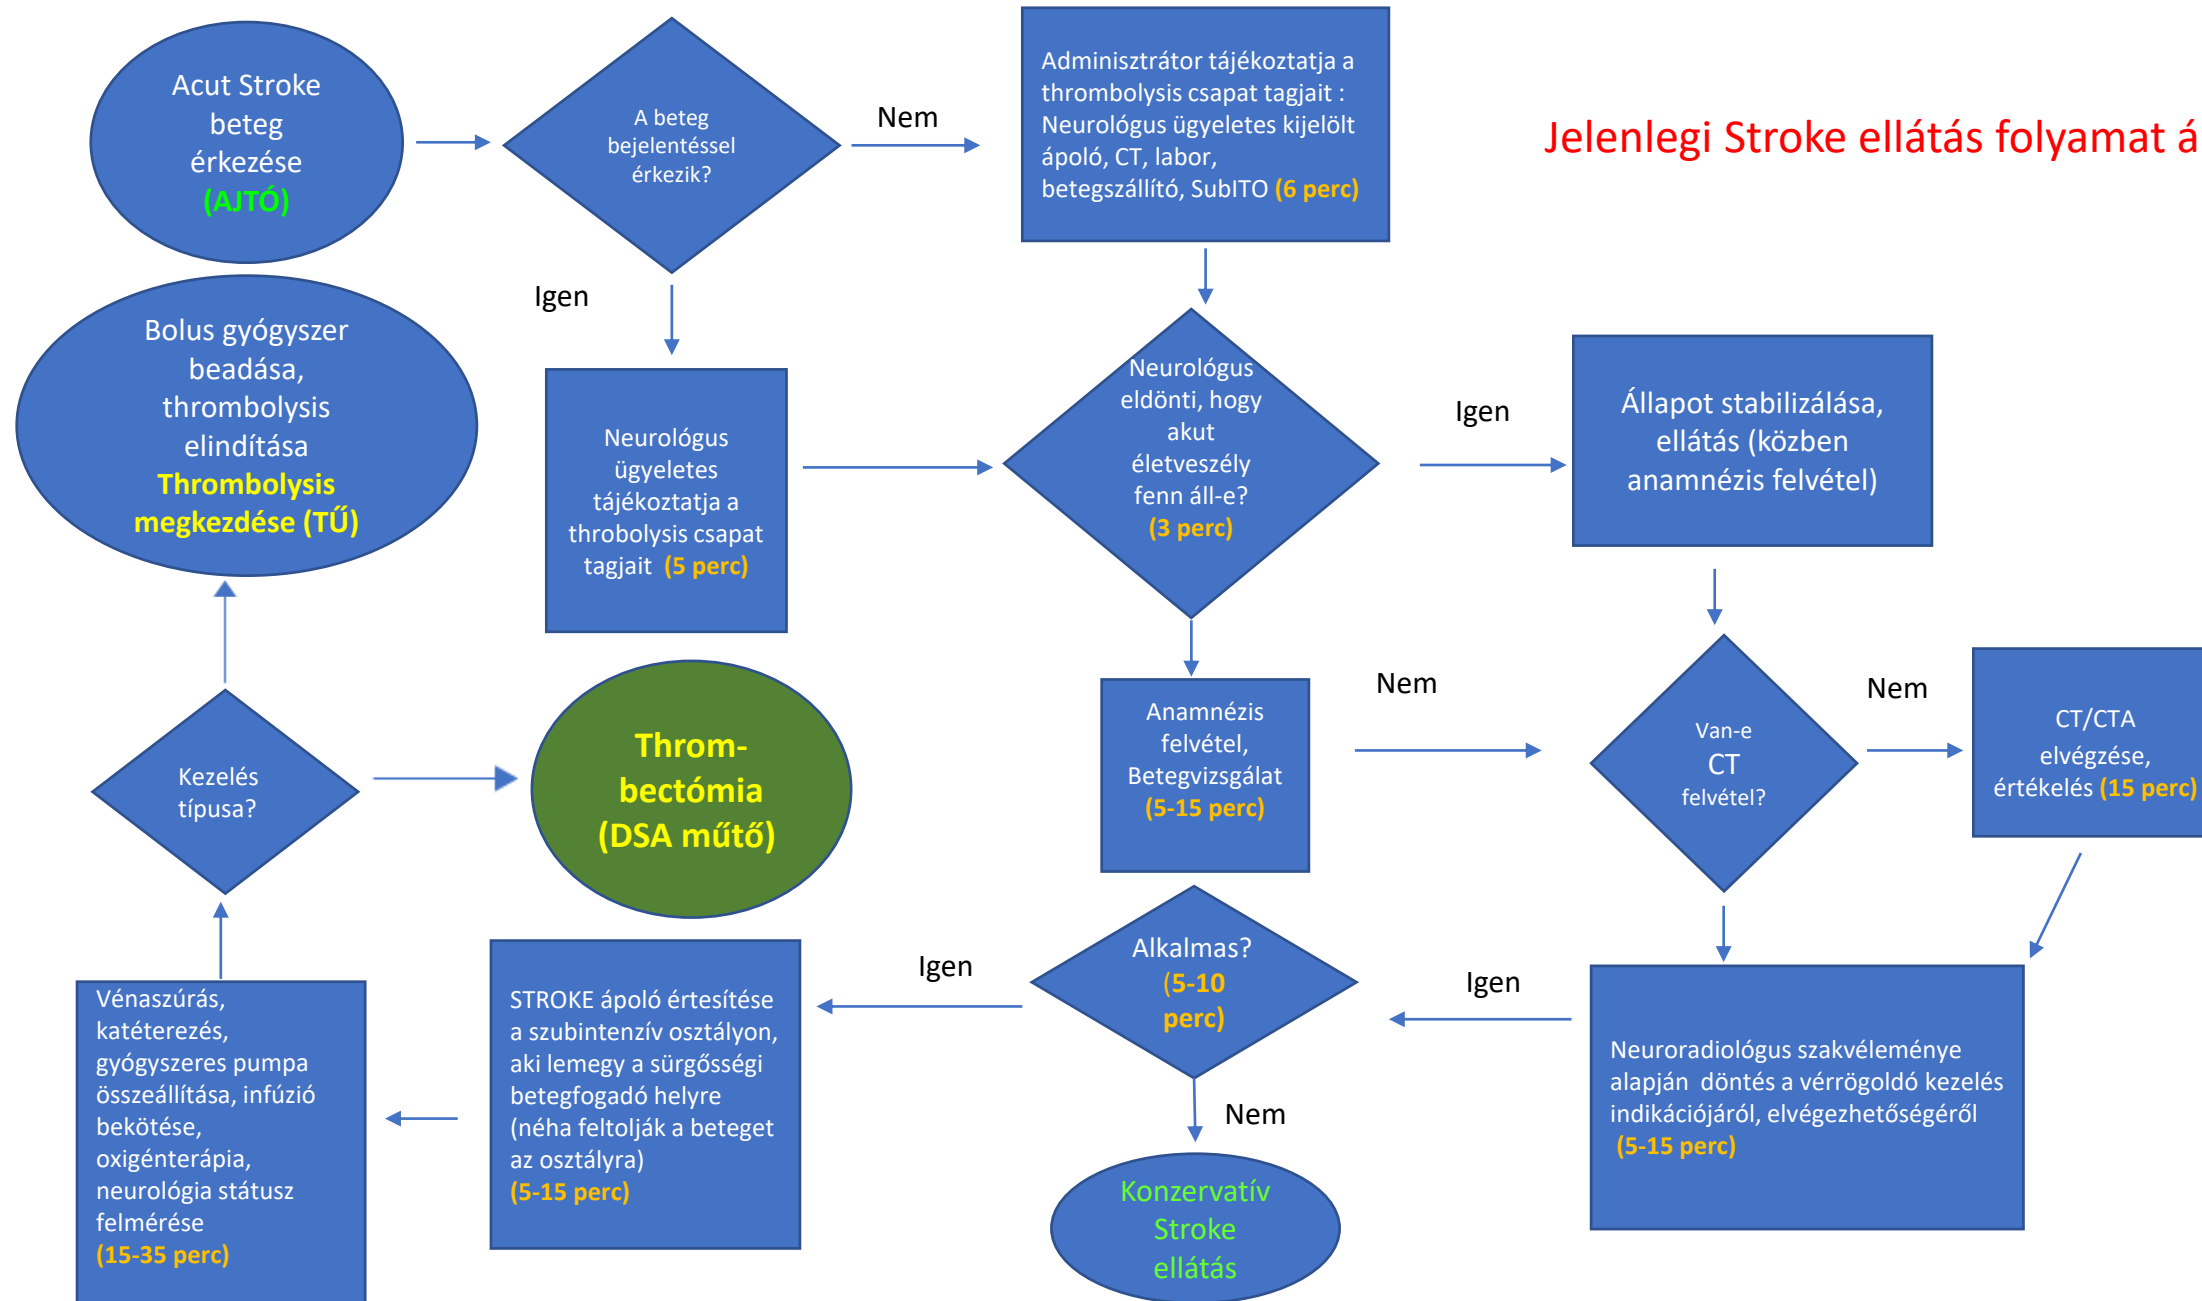 Acut Stroke
beteg
érkezése
(AJTÓ)
A beteg
bejelentéssel
érkezik?
Nem
Adminisztrátor tájékoztatja a
thrombolysis csapat tagjait :
Neurológus ügyeletes kijelölt
ápoló, CT, labor,
betegszállító, SubITO (6 perc)
Jelenlegi Stroke ellátás folyamat á
Igen
Bolus gyógyszer
beadása,
thrombolysis
elindítása
Thrombolysis
megkezdése (TŰ)
Neurológus
ügyeletes
tájékoztatja a
throbolysis csapat
tagjait (5 perc)
Neurológus
eldönti, hogy
akut
életveszély
fenn áll-e?
(3 perc)
Igen
Állapot stabilizálása,
ellátás (közben
anamnézis felvétel)
Kezelés
típusa?
Throm-
bectómia
(DSA műtő)
Anamnézis
felvétel,
Betegvizsgálat
(5-15 perc)
Nem
Van-e
CT
felvétel?
Nem
CT/CTA
elvégzése,
értékelés (15 perc)
Vénaszúrás,
katéterezés,
gyógyszeres pumpa
összeállítása, infúzió
bekötése,
oxigénterápia,
neurológia státusz
felmérése
(15-35 perc)
STROKE ápoló értesítése
a szubintenzív osztályon,
aki lemegy a sürgősségi
betegfogadó helyre
(néha feltolják a beteget
az osztályra)
(5-15 perc)
Igen
Alkalmas?
(5-10
perc)
Igen
Neuroradiológus szakvéleménye
alapján döntés a vérrögoldó kezelés
indikációjáról, elvégezhetőségéről
(5-15 perc)
Nem
Konzervatív
Stroke
ellátás